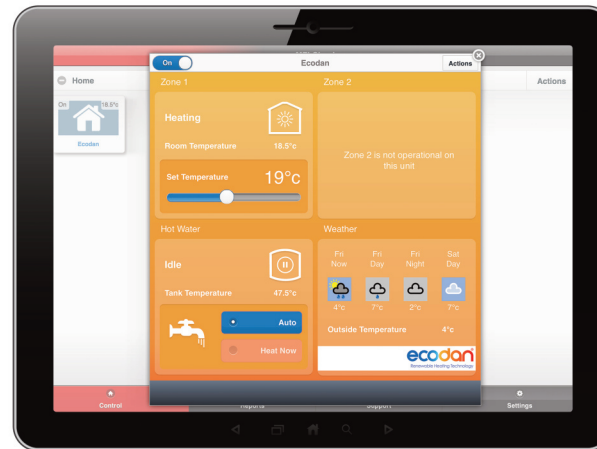 On
Ecodan
Actions
Home
Actions
On
18.5°c
Ecodan
Zone 1
Zone 2
Heating
Room Temperature
18.5°c
Zone 2 is not operational on
this unit
Set Temperature
19°c
Hot Water
Weather
Idle
Tank Temperature
47.5°c
Auto
Heat Now
Fri
Now
Fri
Day
Fri
Night
Sat
Day
4°c
7°c
2°c
7°c
Outside Temperature
4°c
ecodan
Renewable Heating Technology
Control
Reports
Support
Settings